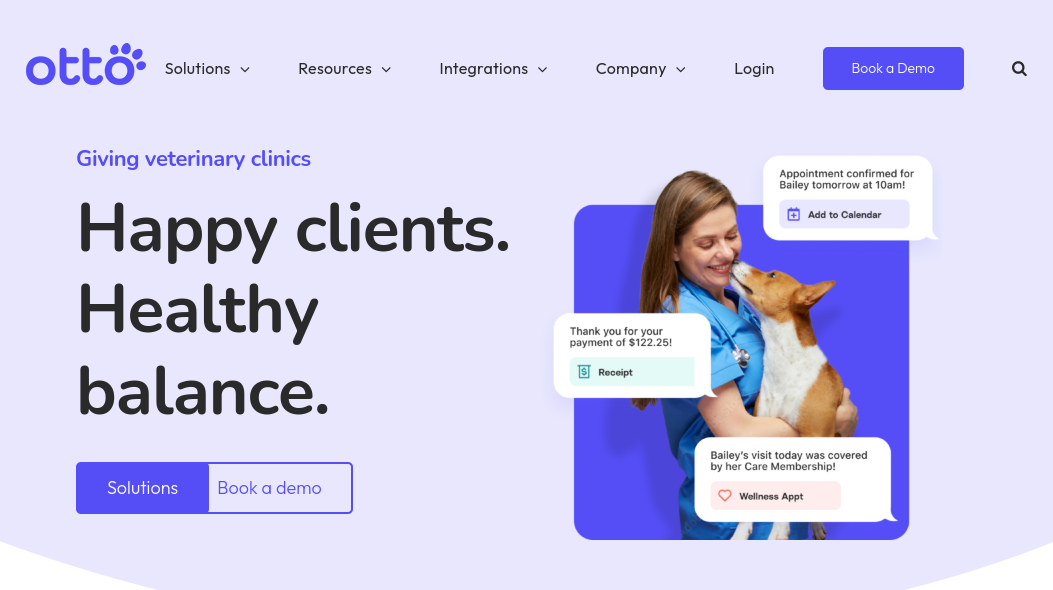 otto
Solutions
Resources
Integrations
Company
Login
Book a Demo
Giving veterinary clinics
Happy clients.
Healthy
balance.
Solutions
Book a demo
Appointment confirmed for
Bailey tomorrow at 10am!
Add to Calendar
Thank you for your
payment of $122.25!
Receipt
Bailey's visit today was covered
by her Care Membership!
Wellness Appt